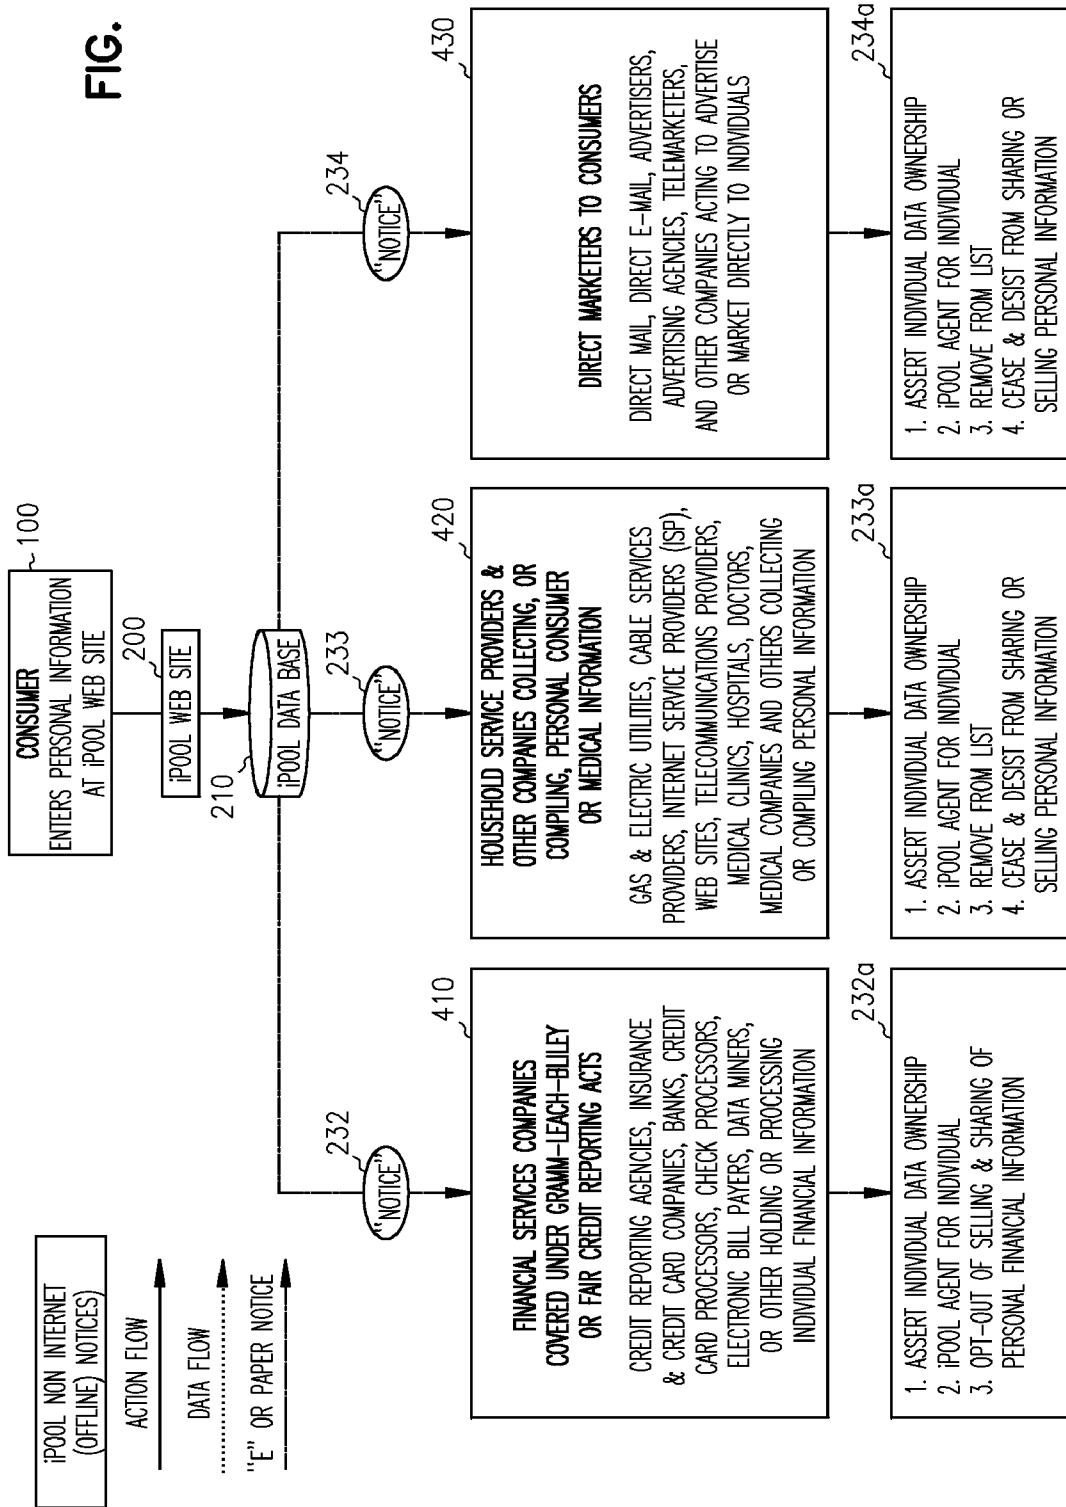 FIG.
iPOOL NON INTERNET
(OFFLINE) NOTICES
ACTION FLOW
DATA FLOW
"E" OR PAPER NOTICE
100
CONSUMER
ENTERS PERSONAL INFORMATION
AT iPOOL WEB SITE
200
iPOOL WEB SITE
210
iPOOL DATA BASE
232
"NOTICE"
233
"NOTICE"
234
"NOTICE"
410
FINANCIAL SERVICES COMPANIES
COVERED UNDER GRAMM-LEACH-BLILEY
OR FAIR CREDIT REPORTING ACTS
CREDIT REPORTING AGENCIES, INSURANCE
& CREDIT CARD COMPANIES, BANKS, CREDIT
CARD PROCESSORS, CHECK PROCESSORS,
ELECTRONIC BILL PAYERS, DATA MINERS,
OR OTHER HOLDING OR PROCESSING
INDIVIDUAL FINANCIAL INFORMATION
420
HOUSEHOLD SERVICE PROVIDERS &
OTHER COMPANIES COLLECTING, OR
COMPILING, PERSONAL CONSUMER
OR MEDICAL INFORMATION
GAS & ELECTRIC UTILITIES, CABLE SERVICES
PROVIDERS, INTERNET SERVICE PROVIDERS (ISP),
WEB SITES, TELECOMMUNICATIONS PROVIDERS,
MEDICAL CLINICS, HOSPITALS, DOCTORS,
MEDICAL COMPANIES AND OTHERS COLLECTING
OR COMPILING PERSONAL INFORMATION
430
DIRECT MARKETERS TO CONSUMERS
DIRECT MAIL, DIRECT E-MAIL, ADVERTISERS,
ADVERTISING AGENCIES, TELEMARKETERS,
AND OTHER COMPANIES ACTING TO ADVERTISE
OR MARKET DIRECTLY TO INDIVIDUALS
232a
1. ASSERT INDIVIDUAL DATA OWNERSHIP
2. iPOOL AGENT FOR INDIVIDUAL
3. OPT-OUT OF SELLING & SHARING OF
PERSONAL FINANCIAL INFORMATION
233a
1. ASSERT INDIVIDUAL DATA OWNERSHIP
2. iPOOL AGENT FOR INDIVIDUAL
3. REMOVE FROM LIST
4. CEASE & DESIST FROM SHARING OR
SELLING PERSONAL INFORMATION
234a
1. ASSERT INDIVIDUAL DATA OWNERSHIP
2. iPOOL AGENT FOR INDIVIDUAL
3. REMOVE FROM LIST
4. CEASE & DESIST FROM SHARING OR
SELLING PERSONAL INFORMATION